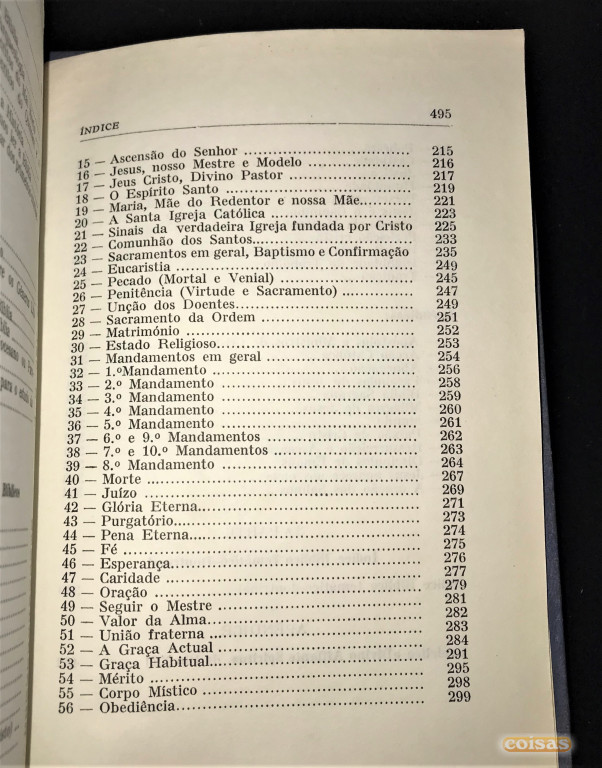 ÍNDICE 495
15 — Ascensão do Senhor 215
16 — Jesus, nosso Mestre e Modelo 216
17 — Jeus Cristo, Divino Pastor 217
18 — O Espírito Santo 219
19 — Maria, Mãe do Redentor e nossa Mãe 221
20 — A Santa Igreja Católica 223
21 — Sinais da verdadeira Igreja fundada por Cristo 225
22 — Comunhão dos Santos 233
23 — Sacramentos em geral, Baptismo e Confirmação 235
24 — Eucaristia 249
25 — Pecado (Mortal e Venial) 245
26 — Penitência (Virtude e Sacramento) 247
27 — Unção dos Doentes 249
28 — Sacramento da Ordem 251
29 — Matrimónio 252
30 — Estado Religioso 253
31 — Mandamentos em geral 254
32 — 1.ºMandamento 256
33 — 2.º Mandamento 258
34 — 3.º Mandamento 259
35 — 4.º Mandamento 260
36 — 5.º Mandamento 261
37 — 6.º e 9.º Mandamentos 262
38 — 7.º e 10.º Mandamentos 263
39 — 8.º Mandamento 264
40 — Morte 267
41 — Juízo 269
42 — Glória Eterna 271
43 — Purgatório 273
44 — Pena Eterna 274
45 — Fé 275
46 — Esperança 276
47 — Caridade 277
48 — Oração 279
49 — Seguir o Mestre 281
50 — Valor da Alma 282
51 — União fraterna 283
52 — A Graça Actual 284
53 — Graça Habitual 291
54 — Mérito 295
55 — Corpo Místico 298
56 — Obediência 299
coisas